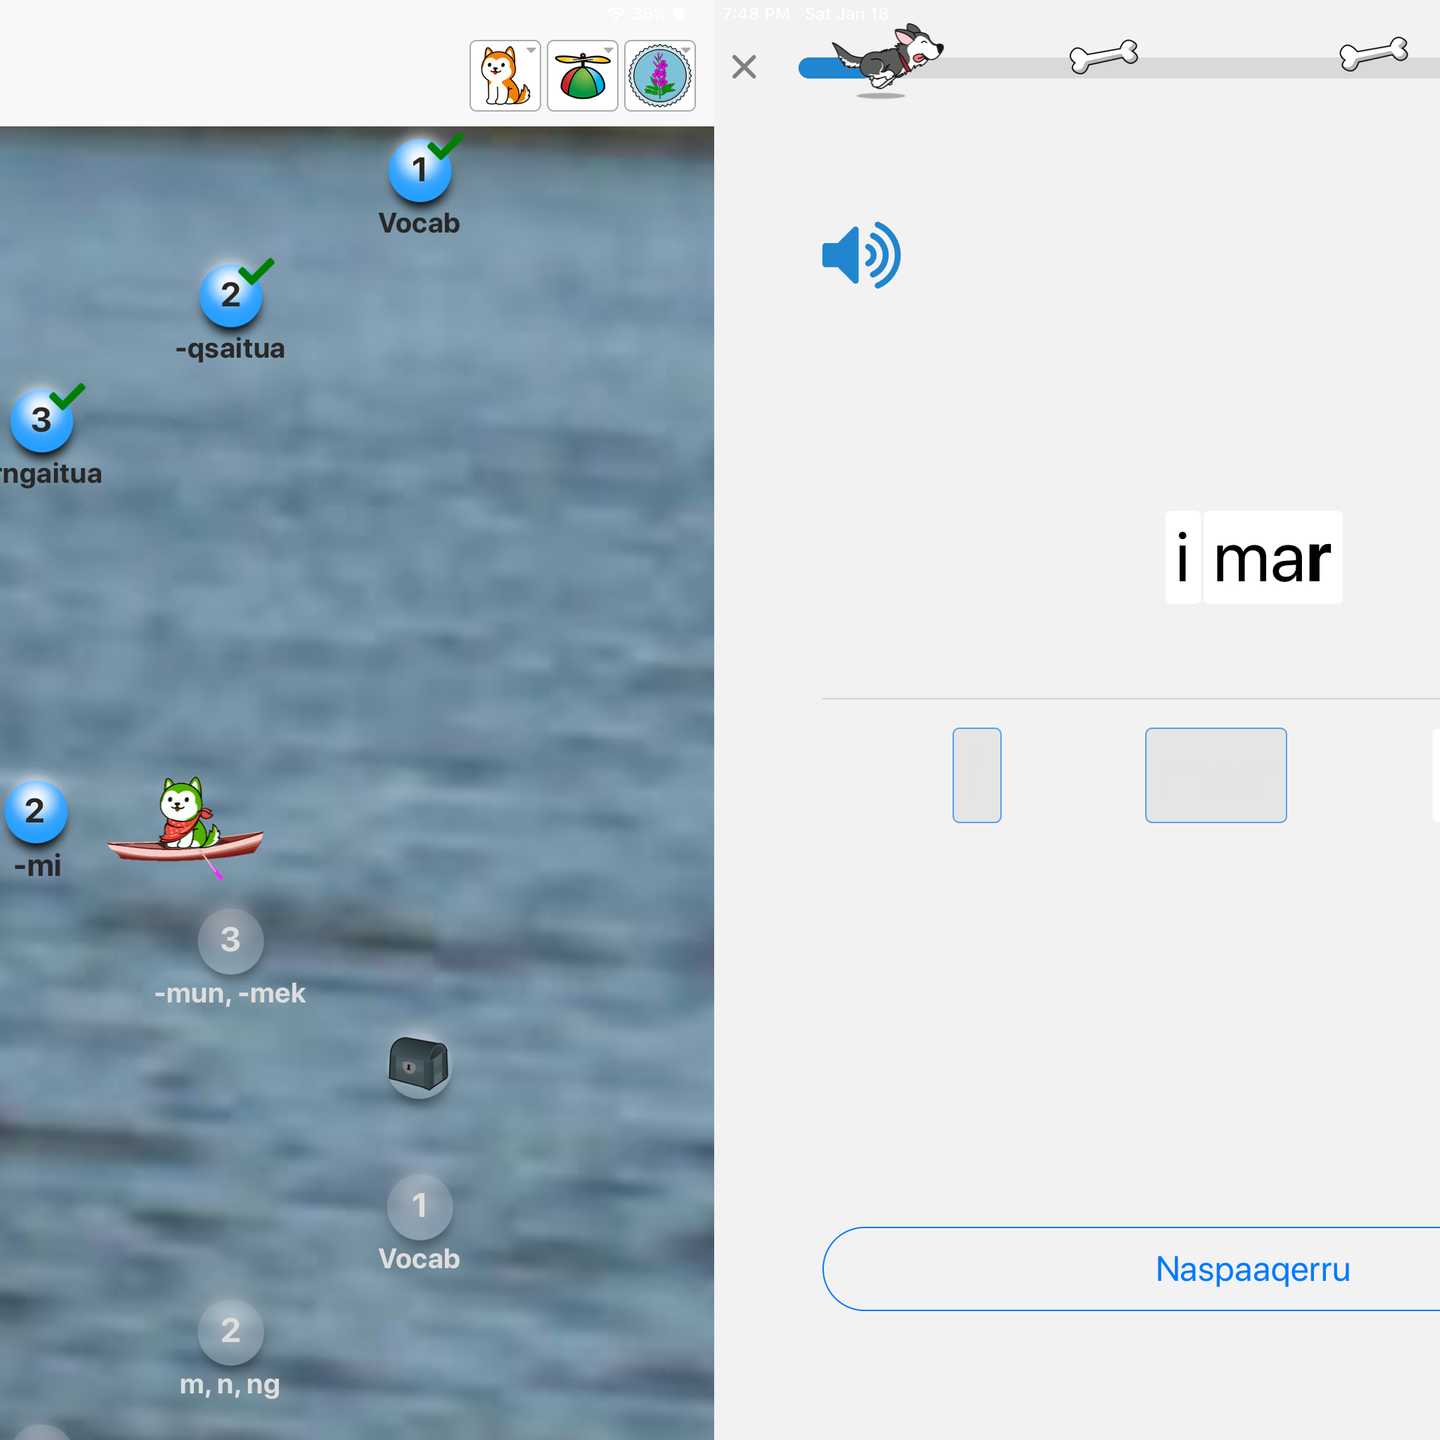 36%
1
Vocab
2
-qsaitua
3
rngaitua
2
-mi
3
-mun, -mek
1
Vocab
2
m, n, ng
7:48 PM Sat Jan 18
i mar
Naspaaqerru